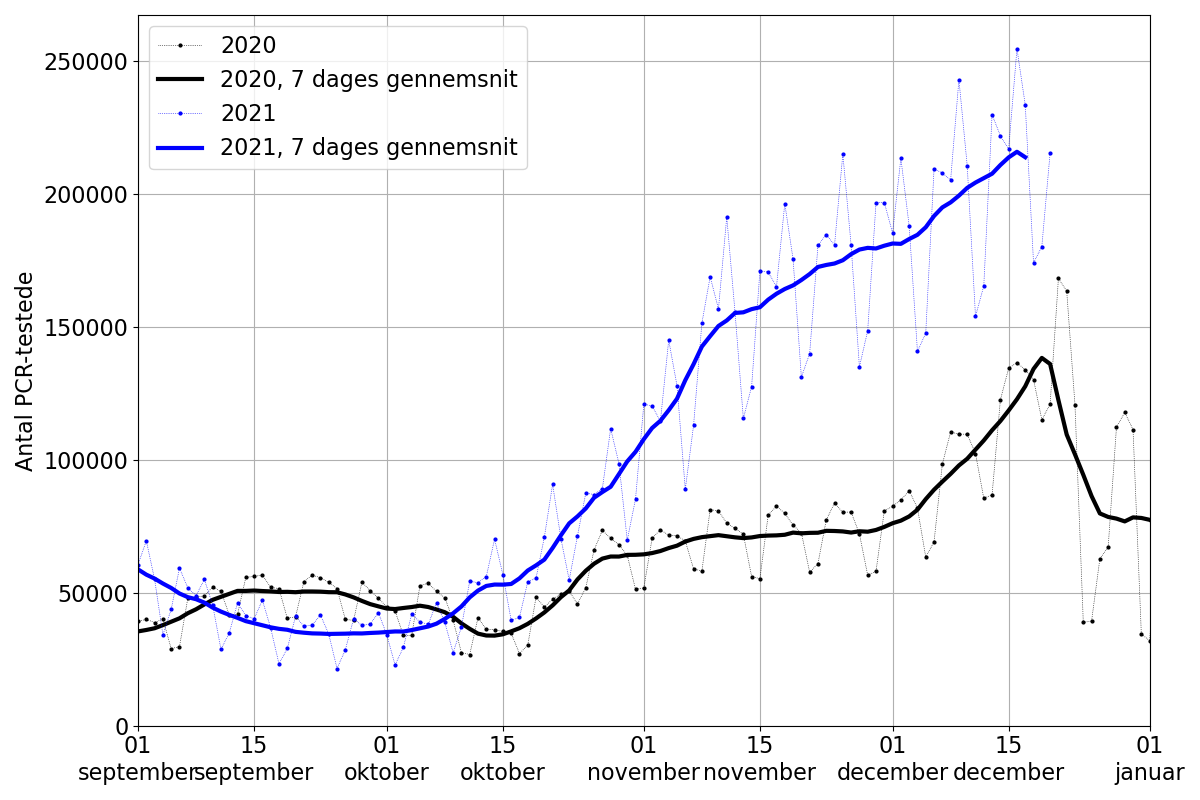 2020
2020, 7 dages gennemsnit
2021
2021, 7 dages gennemsnit
Antal PCR-testede
250000
200000
150000
100000
50000
0
01 15 01 15 01 15 01 15 01
september september oktober oktober november november december december januar